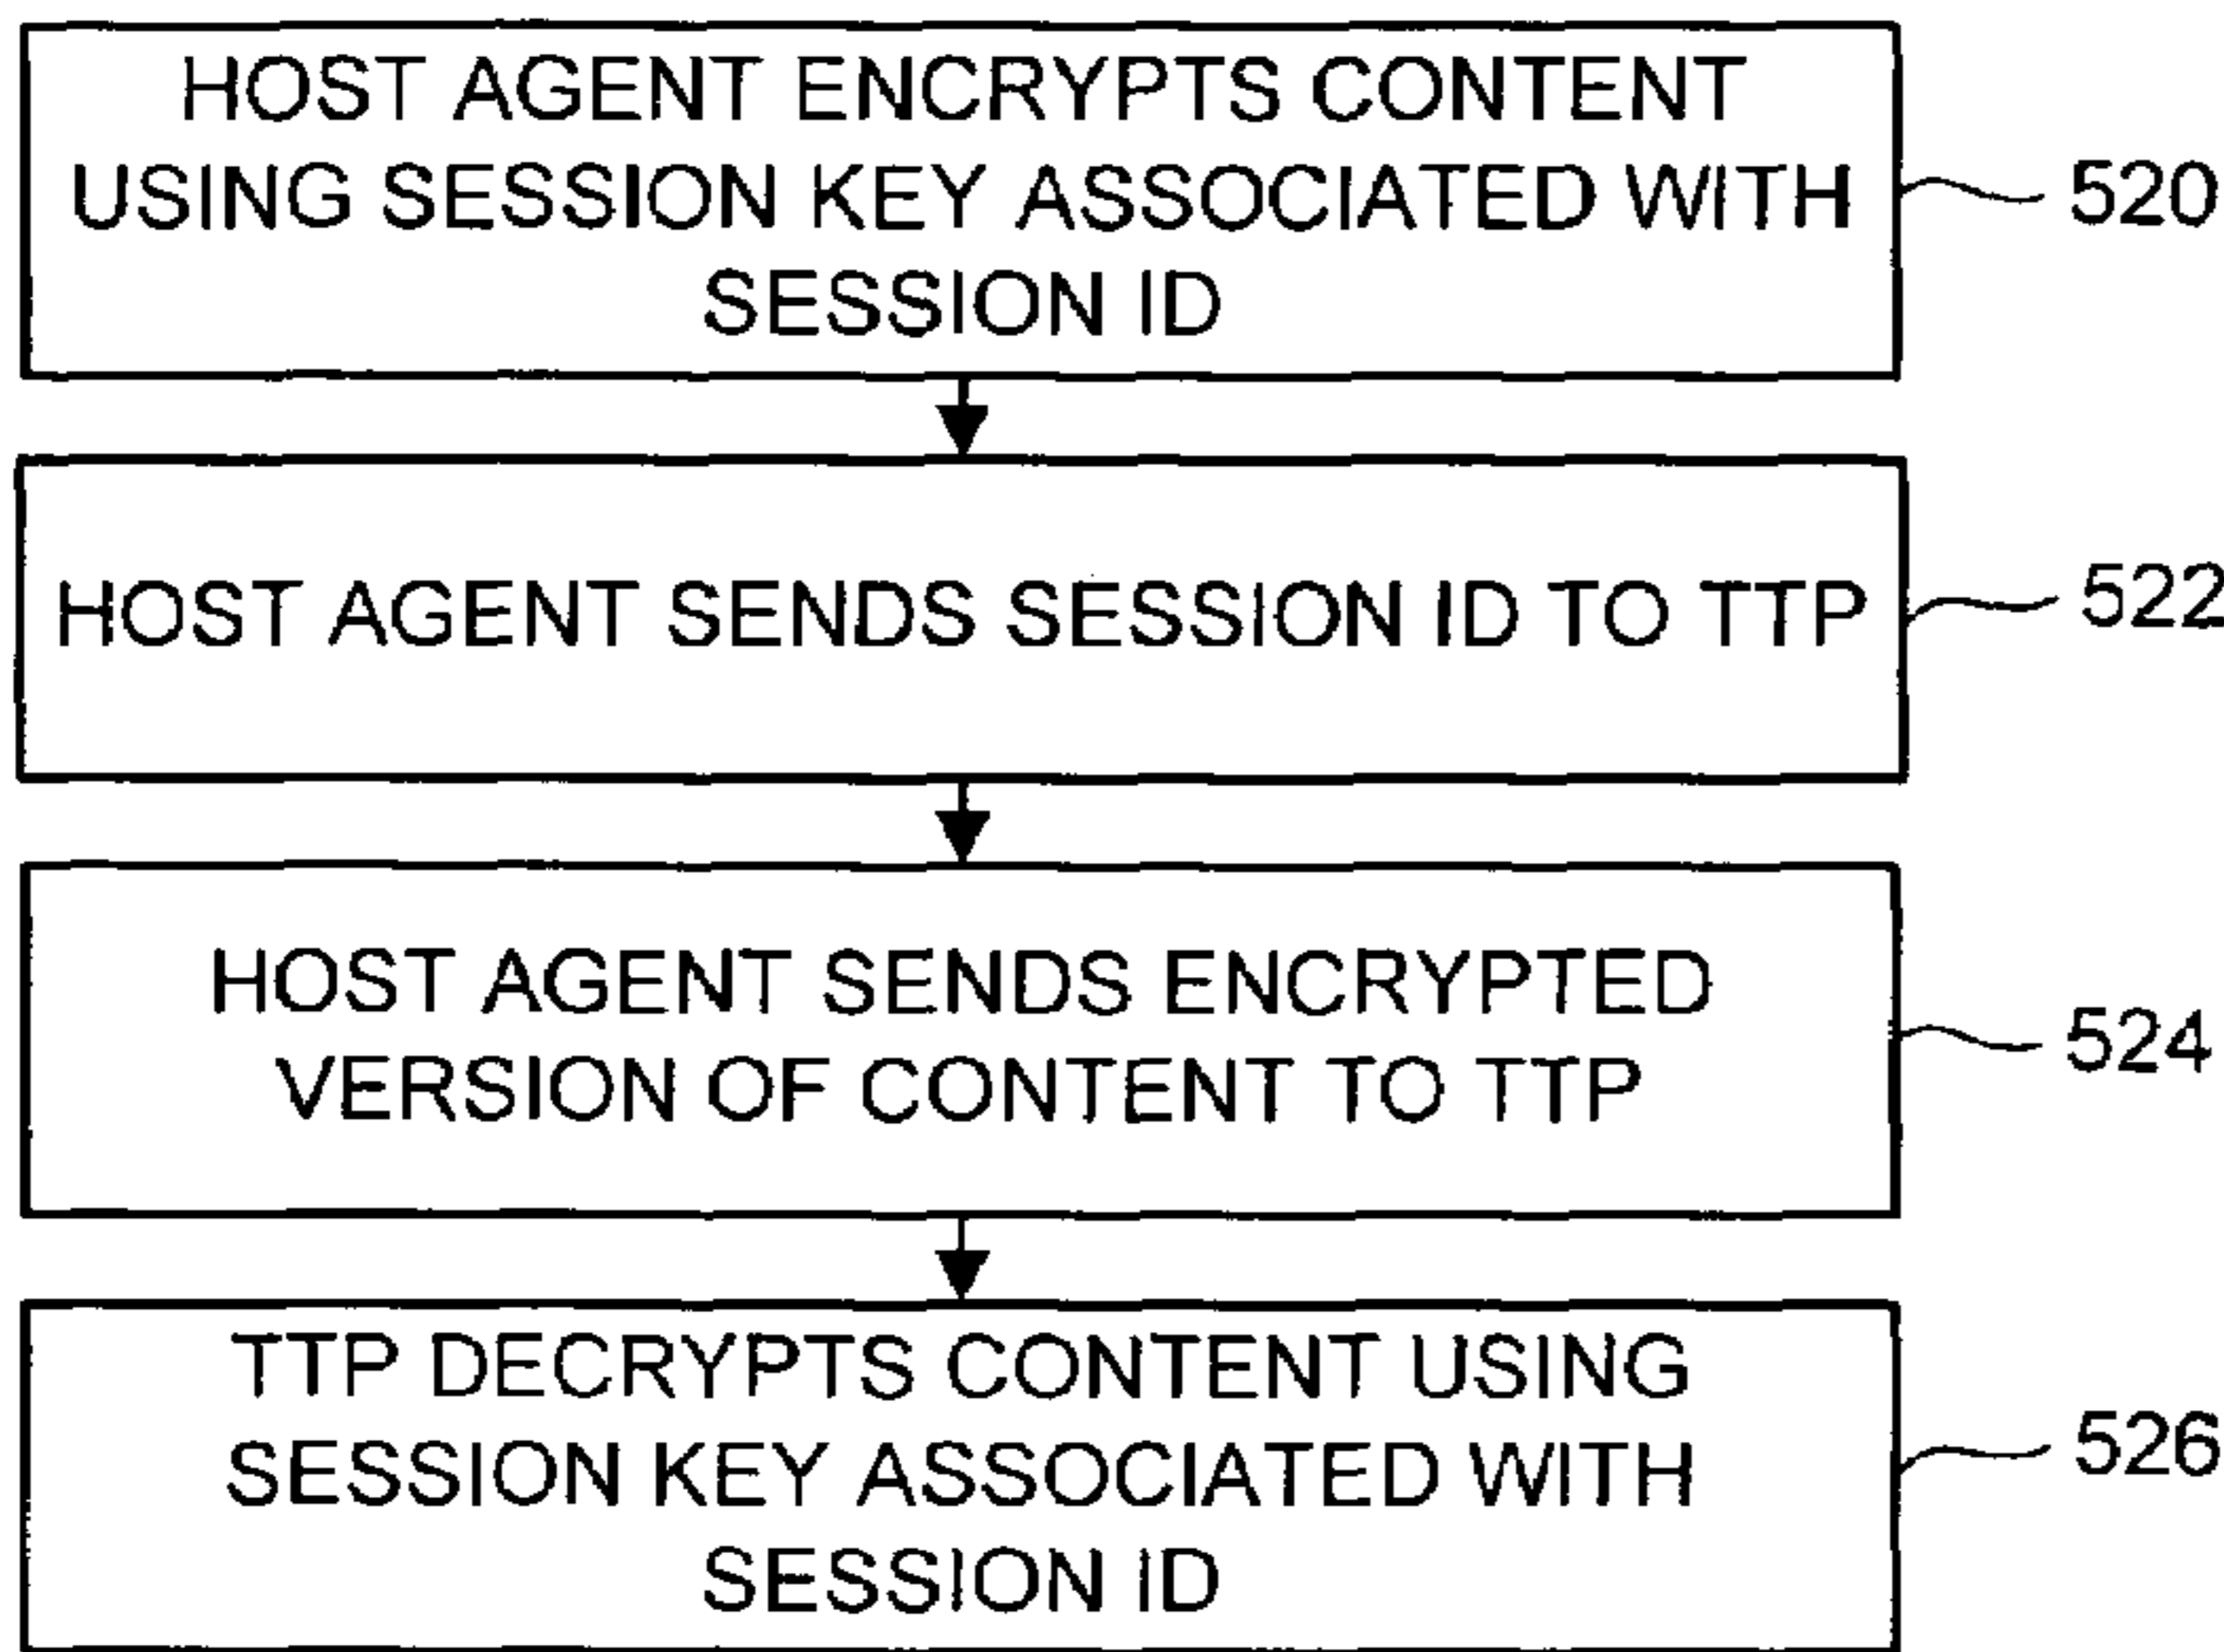 HOST AGENT ENCRYPTS CONTENT
USING SESSION KEY ASSOCIATED WITH
SESSION ID
520
HOST AGENT SENDS SESSION ID TO TTP
522
HOST AGENT SENDS ENCRYPTED
VERSION OF CONTENT TO TTP
524
TTP DECRYPTS CONTENT USING
SESSION KEY ASSOCIATED WITH
SESSION ID
526